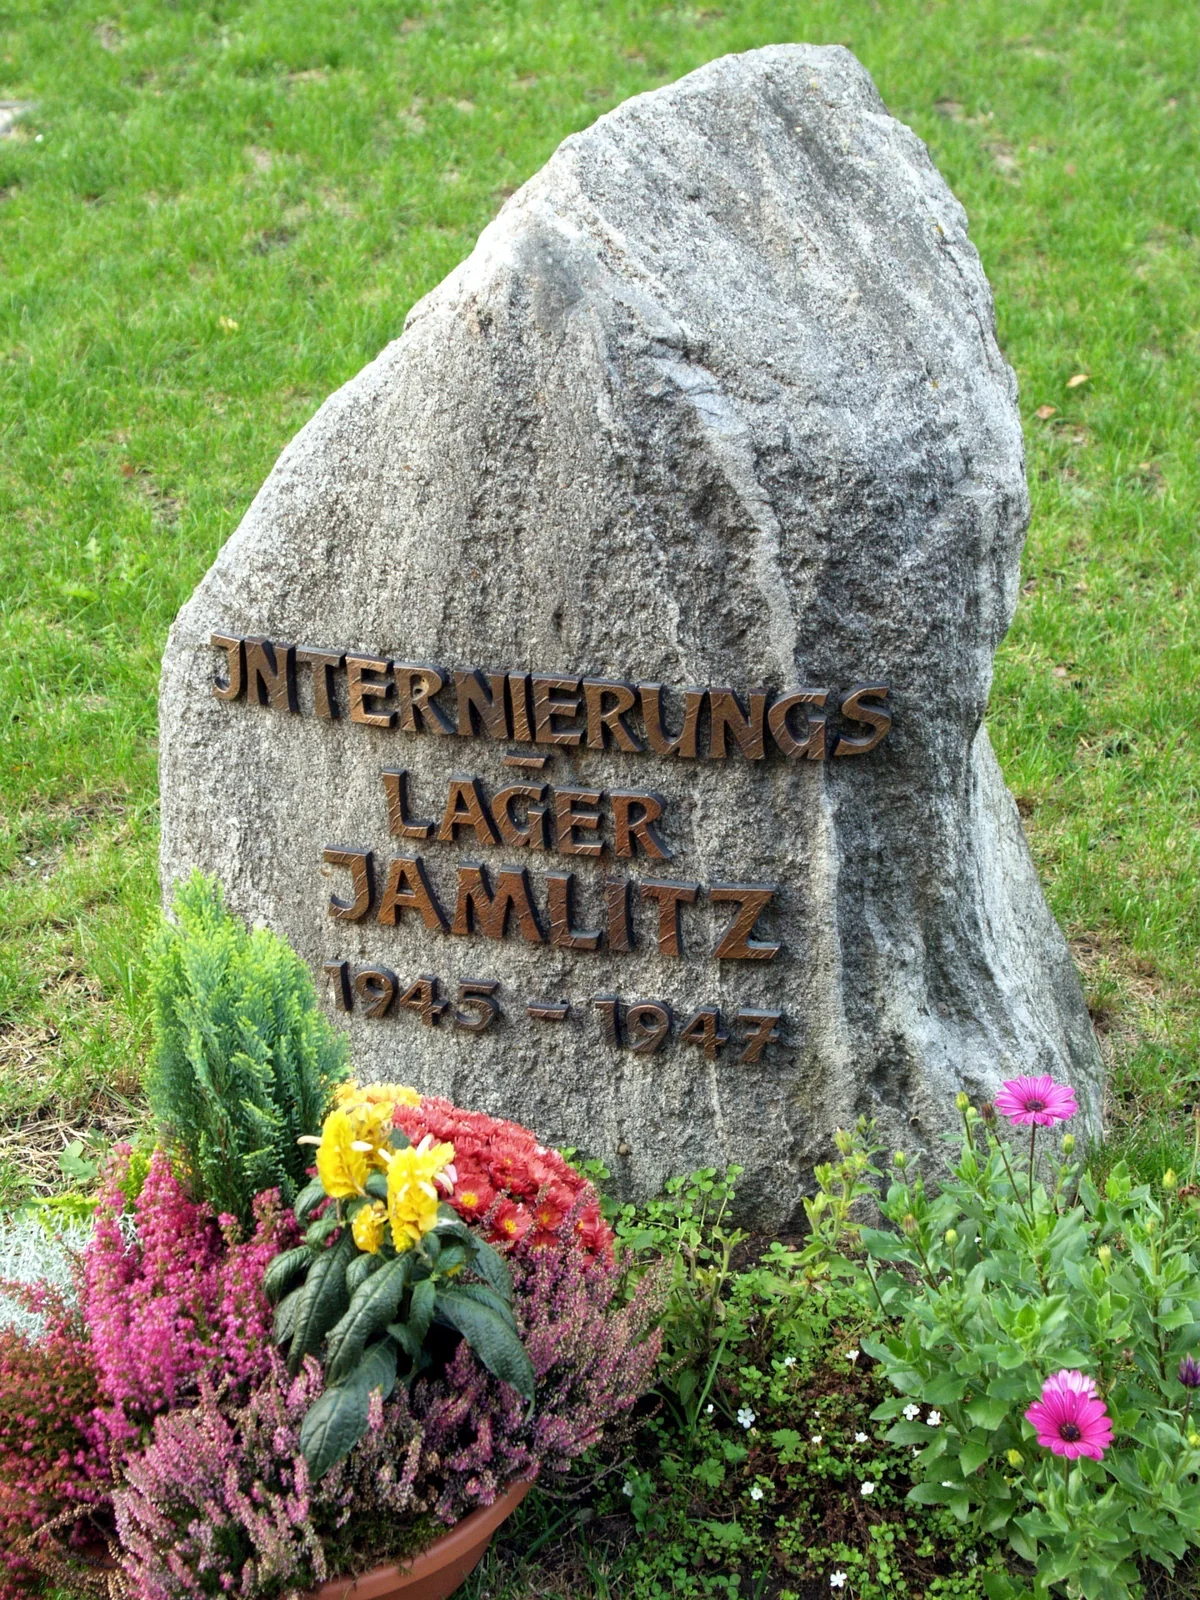 JNTERNIERUNGS
–
LAGER
JAMLITZ
1945 – 1947